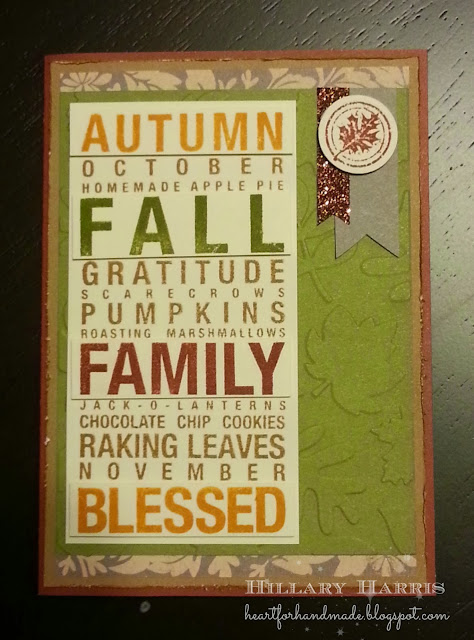 AUTUMN
OCTOBER
HOMEMADE APPLE PIE
FALL
GRATITUDE
SCARECROWS
PUMPKINS
ROASTING MARSHMALLOWS
FAMILY
JACK-O-LANTERNS
CHOCOLATE CHIP COOKIES
RAKING LEAVES
NOVEMBER
BLESSED
HILLARY HARRIS
heartforhandmade.blogspot.com